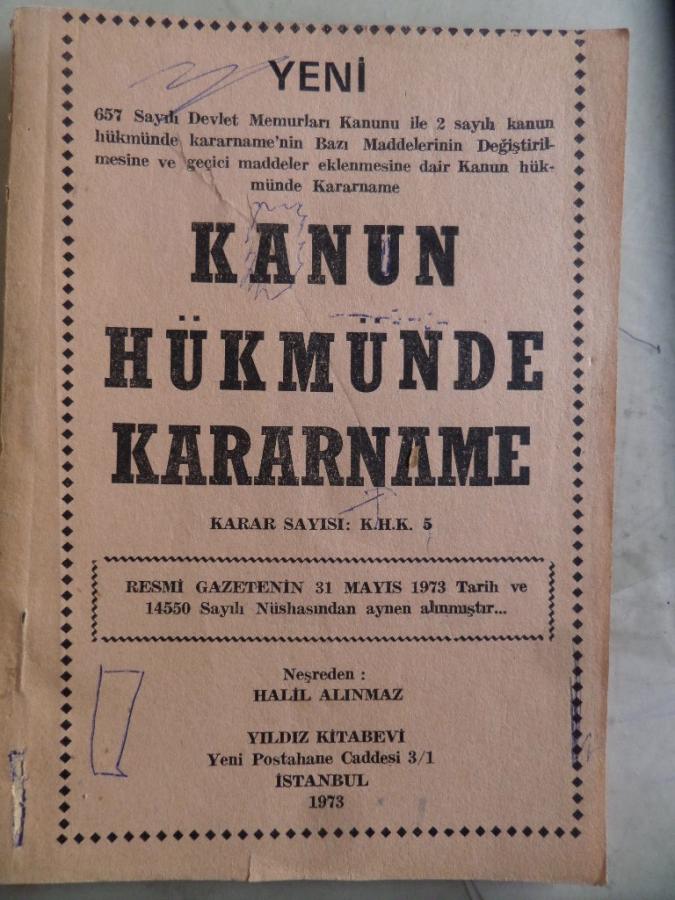 YENİ
657 Sayılı Devlet Memurları Kanunu ile 2 sayılı kanun
hükmünde kararname'nin Bazı Maddelerinin Değiştiril-
mesine ve geçici maddeler eklenmesine dair Kanun hük-
münde Kararname
KANUN
HÜKMÜNDE
KARARNAME
KARAR SAYISI: K.H.K. 5
RESMİ GAZETENİN 31 MAYIS 1973 Tarih ve
14550 Sayılı Nüshasından aynen alınmıştır...
Neşreden :
HALİL ALINMAZ
YILDIZ KİTABEVİ
Yeni Postahane Caddesi 3/1
İSTANBUL
1973